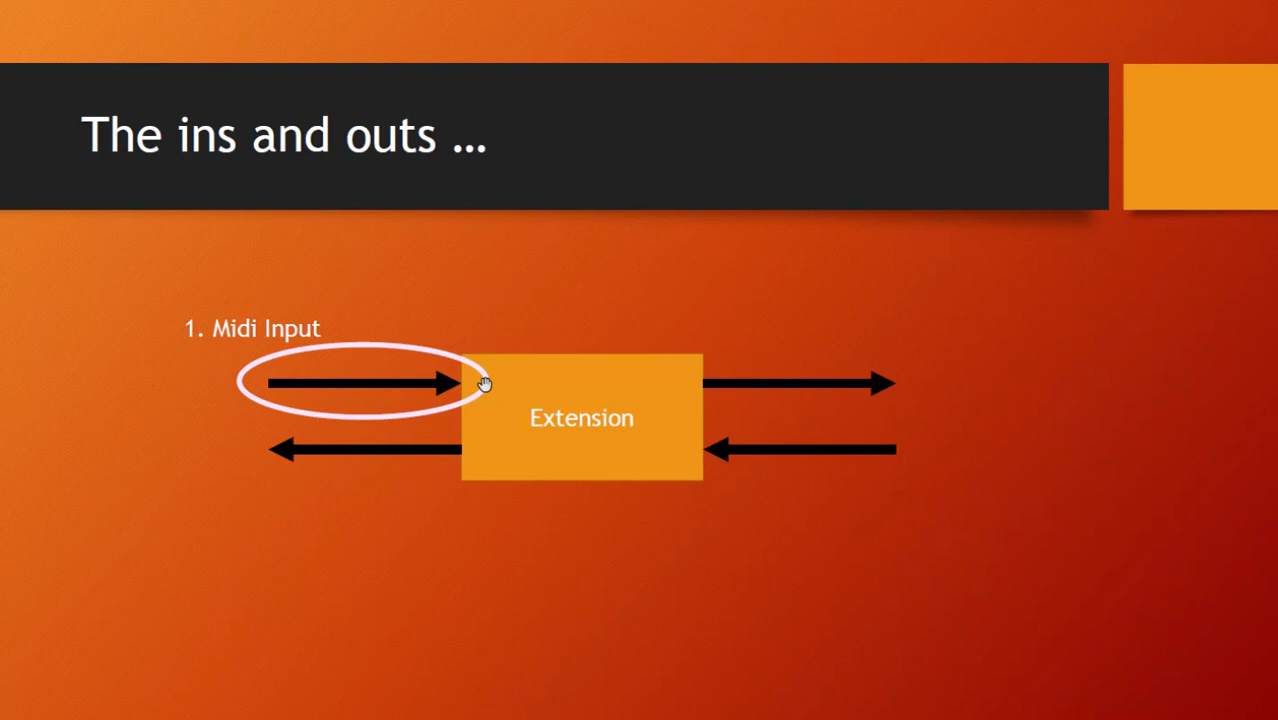 The ins and outs …
1. Midi Input
Extension